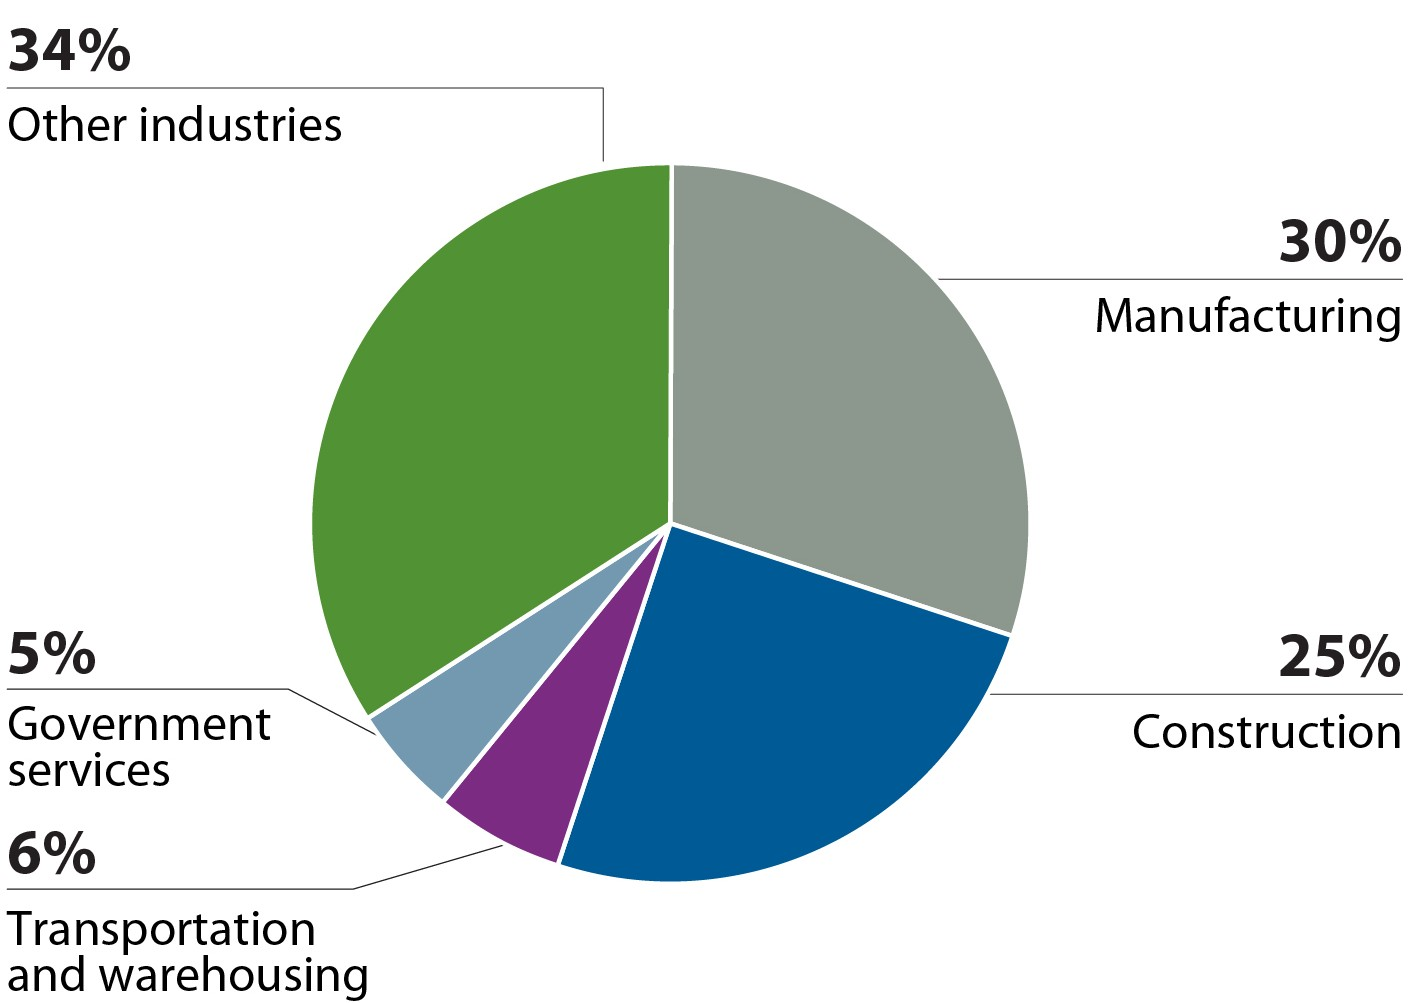 34%
Other industries
30%
Manufacturing
5%
Government
services
25%
Construction
6%
Transportation
and warehousing